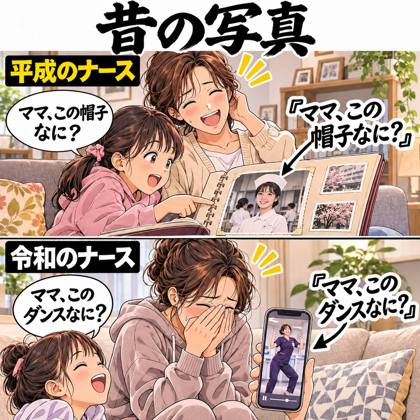 昔の写真
平成のナース
ママ、この帽子
なに?
『ママ、この
帽子なに?』
令和のナース
ママ、この
ダンスなに?
『ママ、この
ダンスなに?』